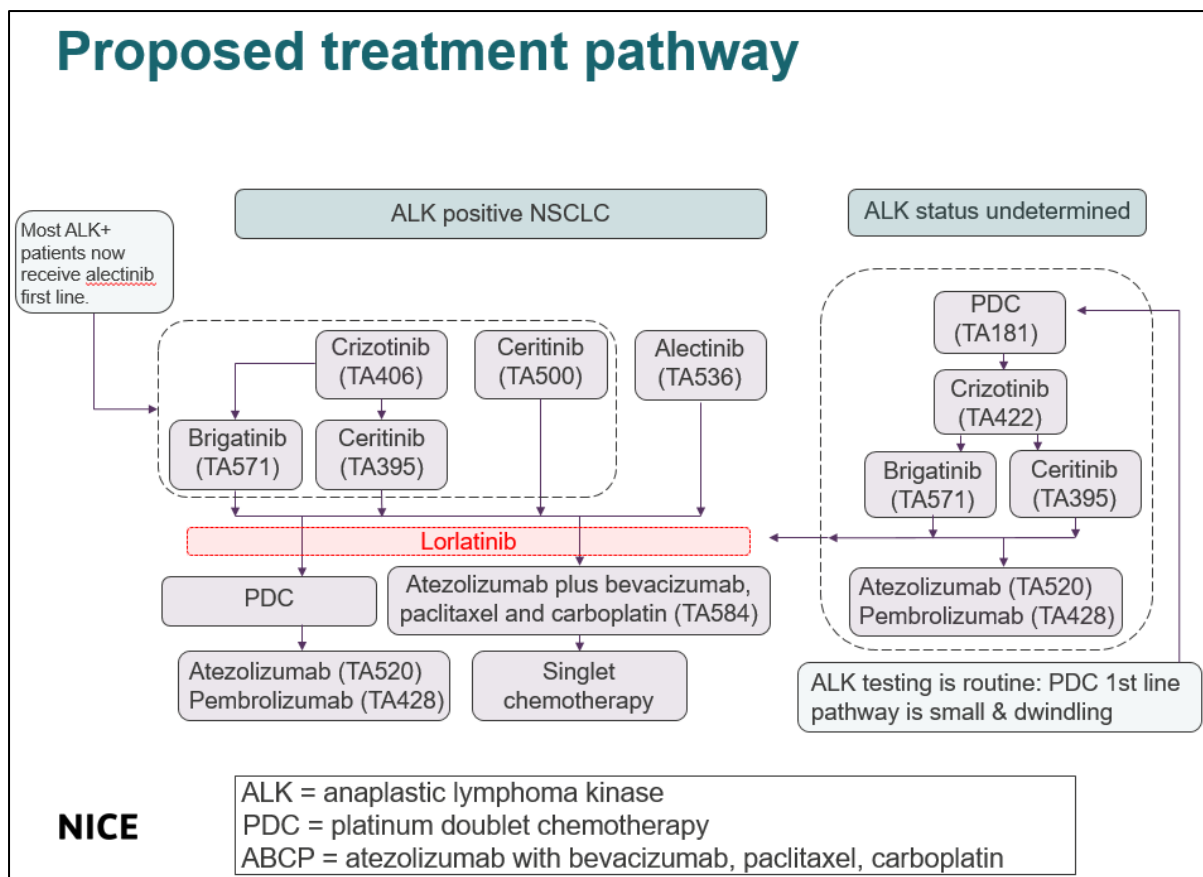 Proposed treatment pathway
ALK positive NSCLC
ALK status undetermined
Most ALK+
patients now
receive alectinib
first line.
Crizotinib
(TA406)
Ceritinib
(TA500)
Alectinib
(TA536)
Brigatinib
(TA571)
Ceritinib
(TA395)
Lorlatinib
PDC
Atezolizumab plus bevacizumab,
paclitaxel and carboplatin (TA584)
Atezolizumab (TA520)
Pembrolizumab (TA428)
Singlet
chemotherapy
PDC
(TA181)
Crizotinib
(TA422)
Brigatinib
(TA571)
Ceritinib
(TA395)
Atezolizumab (TA520)
Pembrolizumab (TA428)
ALK testing is routine: PDC 1st line
pathway is small & dwindling
ALK = anaplastic lymphoma kinase
PDC = platinum doublet chemotherapy
ABCP = atezolizumab with bevacizumab, paclitaxel, carboplatin
NICE